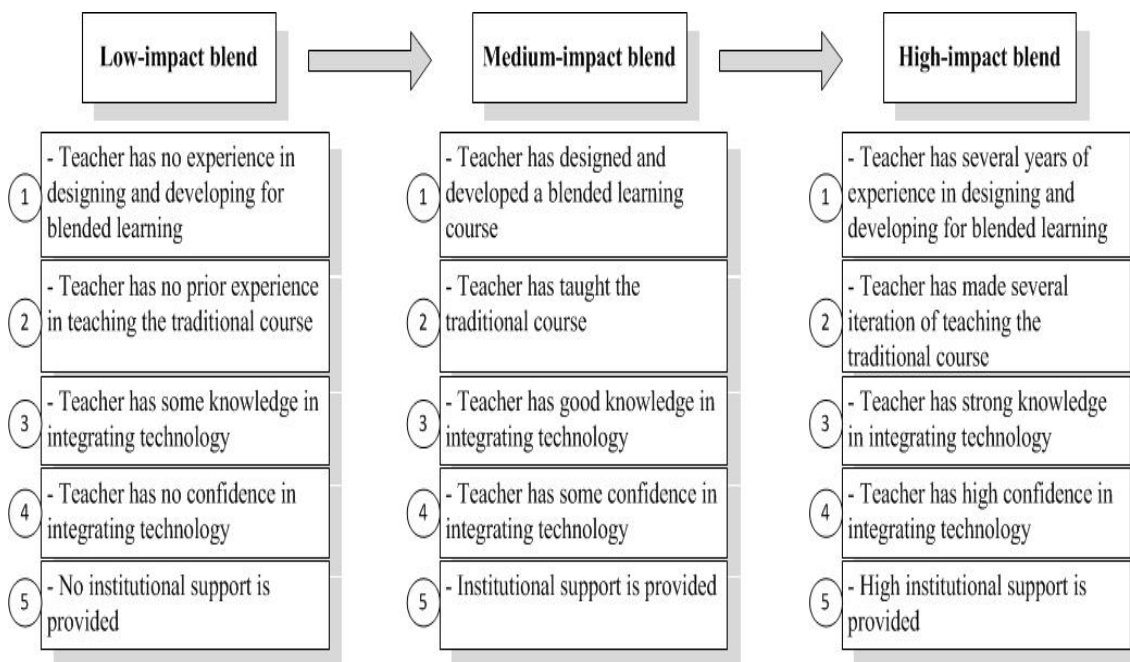 Low-impact blend
Medium-impact blend
High-impact blend
1
- Teacher has no experience in
designing and developing for
blended learning
2
- Teacher has no prior experience
in teaching the traditional course
3
- Teacher has some knowledge in
integrating technology
4
- Teacher has no confidence in
integrating technology
5
- No institutional support is
provided
1
- Teacher has designed and
developed a blended learning
course
2
- Teacher has taught the
traditional course
3
- Teacher has good knowledge in
integrating technology
4
- Teacher has some confidence in
integrating technology
5
- Institutional support is provided
1
- Teacher has several years of
experience in designing and
developing for blended learning
2
- Teacher has made several
iteration of teaching the
traditional course
3
- Teacher has strong knowledge
in integrating technology
4
- Teacher has high confidence in
integrating technology
5
- High institutional support is
provided